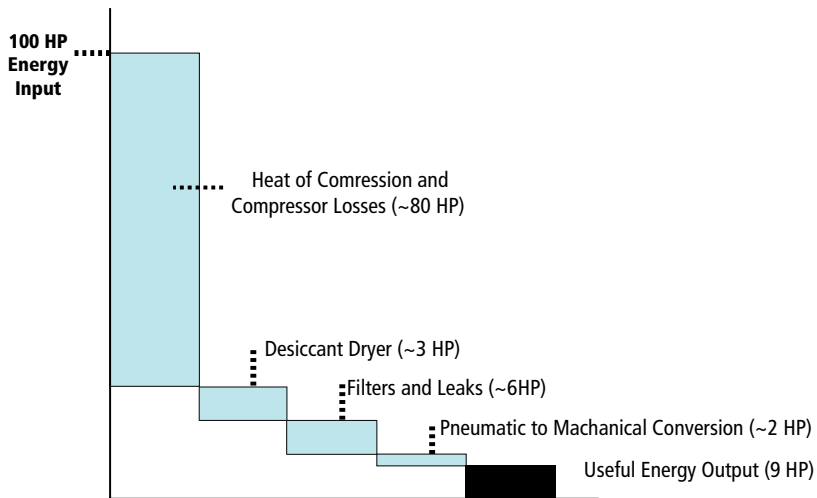 100 HP
Energy
Input
Heat of Comression and
Compressor Losses (~80 HP)
Desiccant Dryer (~3 HP)
Filters and Leaks (~6HP)
Pneumatic to Machanical Conversion (~2 HP)
Useful Energy Output (9 HP)